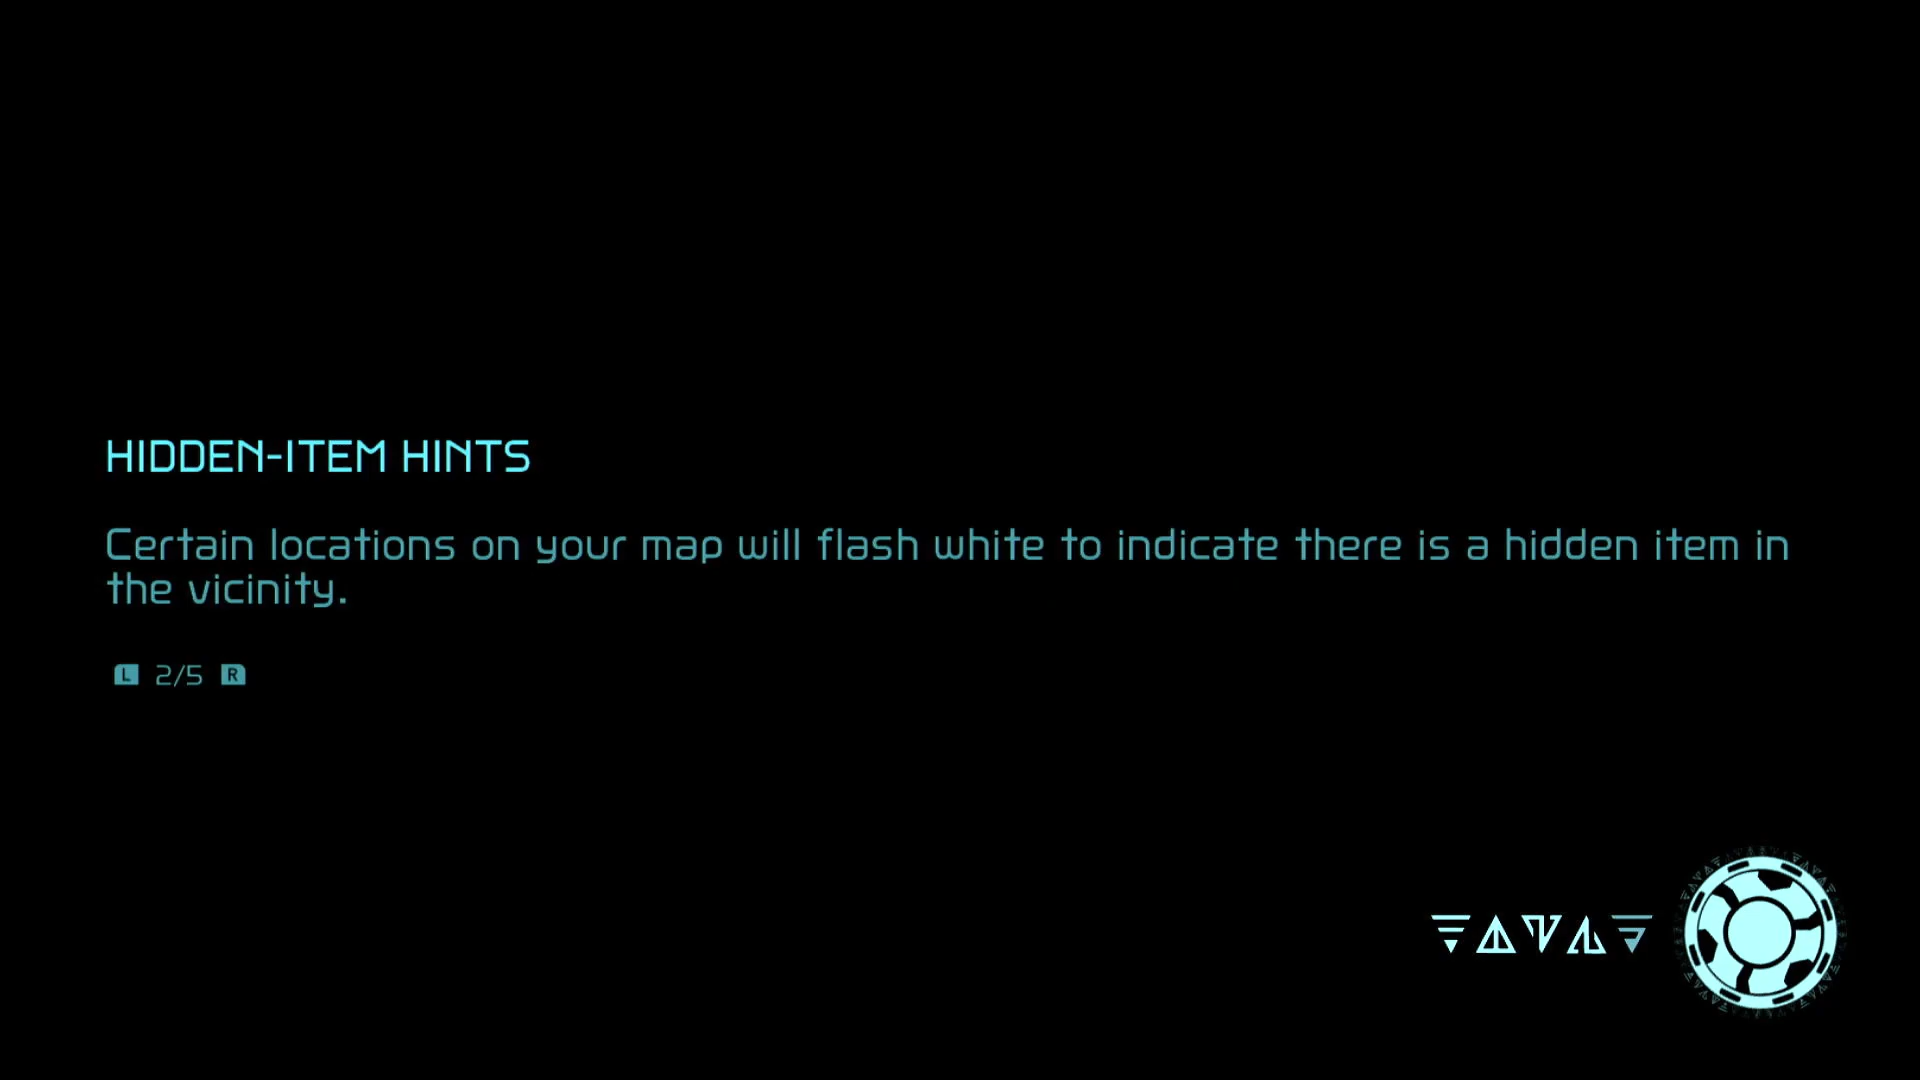 HIDDEN-ITEM HINTS
Certain locations on your map will flash white to indicate there is a hidden item in
the vicinity.
L 2/5 R